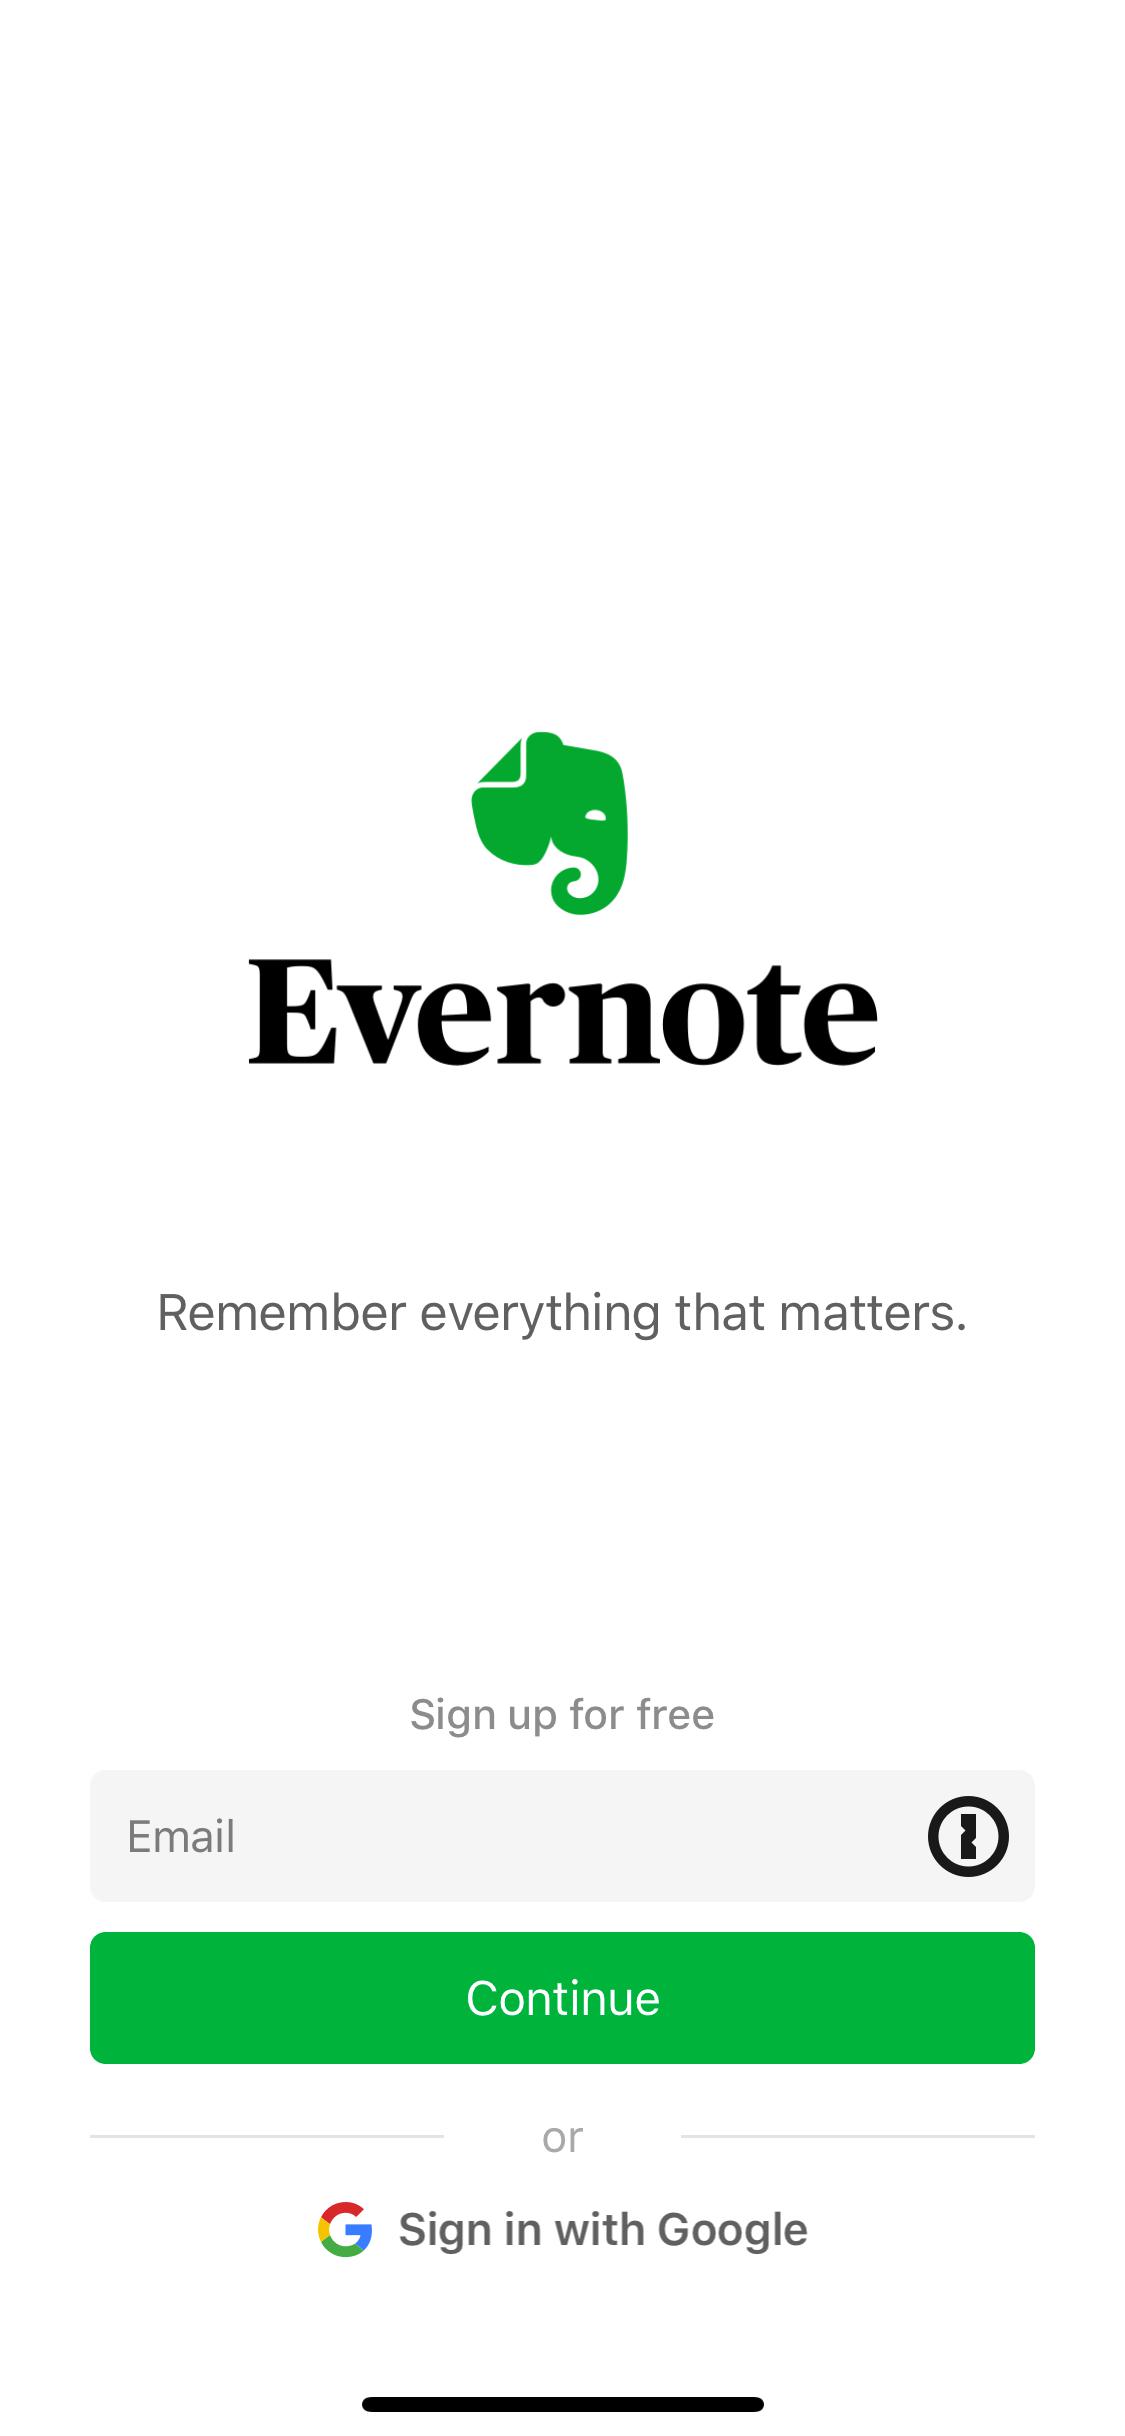 Evernote
Remember everything that matters.
Sign up for free
Email
Continue
or
Sign in with Google